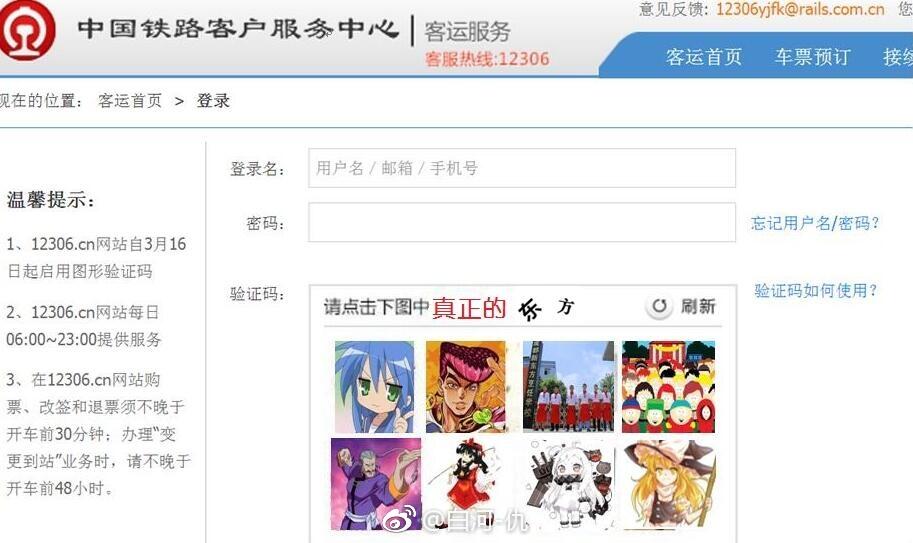 中国铁路客户服务中心
客运服务
客服热线:12306
意见反馈: 12306yjfk@rails.com.cn 您
客运首页 车票预订 接续
现在的位置: 客运首页 > 登录
温馨提示:
1、12306.cn网站自3月16
日起启用图形验证码
2、12306.cn网站每日
06:00~23:00提供服务
3、在12306.cn网站购
票、改签和退票须不晚于
开车前30分钟; 办理“变
更到站”业务时, 请不晚于
开车前48小时。
登录名: 用户名 / 邮箱 / 手机号
密码: 忘记用户名/密码?
验证码: 验证码如何使用?
请点击下图中 真正的 东 方 刷新
@白河-仇